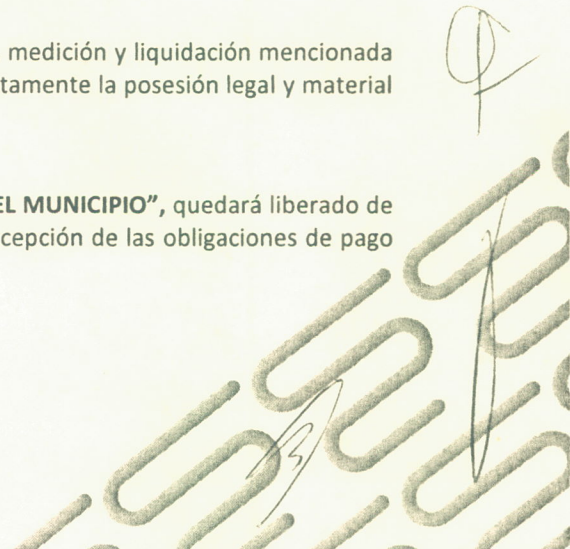 medición y liquidación mencionada
tamente la posesión legal y material
EL MUNICIPIO”, quedará liberado de
cepción de las obligaciones de pago